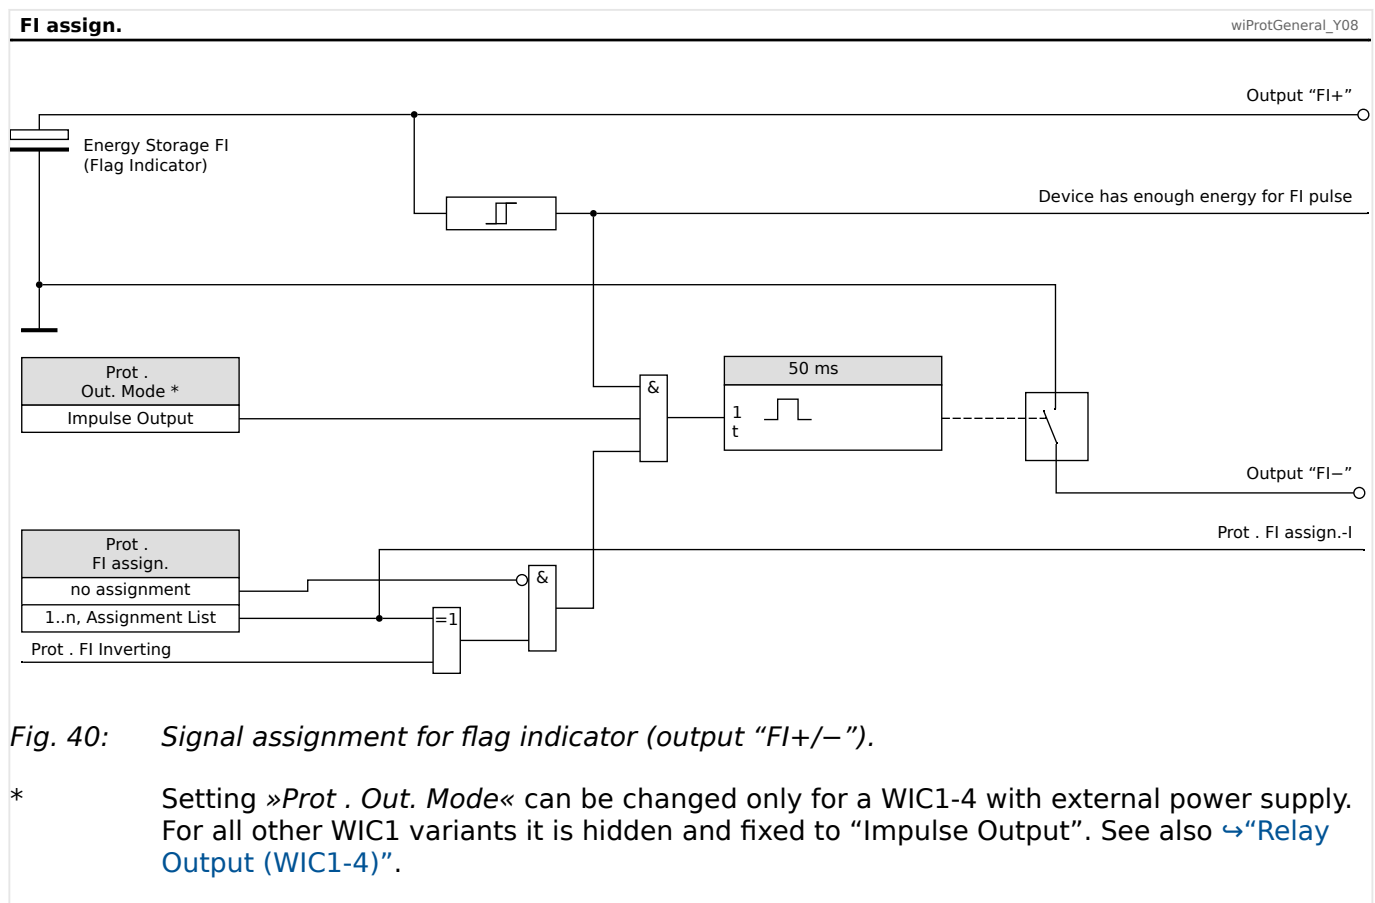 FI assign.
wiProtGeneral_Y08
Output “FI+”
Energy Storage FI
(Flag Indicator)
Device has enough energy for FI pulse
Prot .
Out. Mode *
Impulse Output
&
50 ms
1
t
Output “FI−”
Prot . FI assign.-I
Prot .
FI assign.
no assignment
1..n, Assignment List
&
=1
Prot . FI Inverting
Fig. 40: Signal assignment for flag indicator (output “FI+/−”).
* Setting »Prot . Out. Mode« can be changed only for a WIC1-4 with external power supply.
For all other WIC1 variants it is hidden and fixed to “Impulse Output”. See also ↪“Relay
Output (WIC1-4)”.